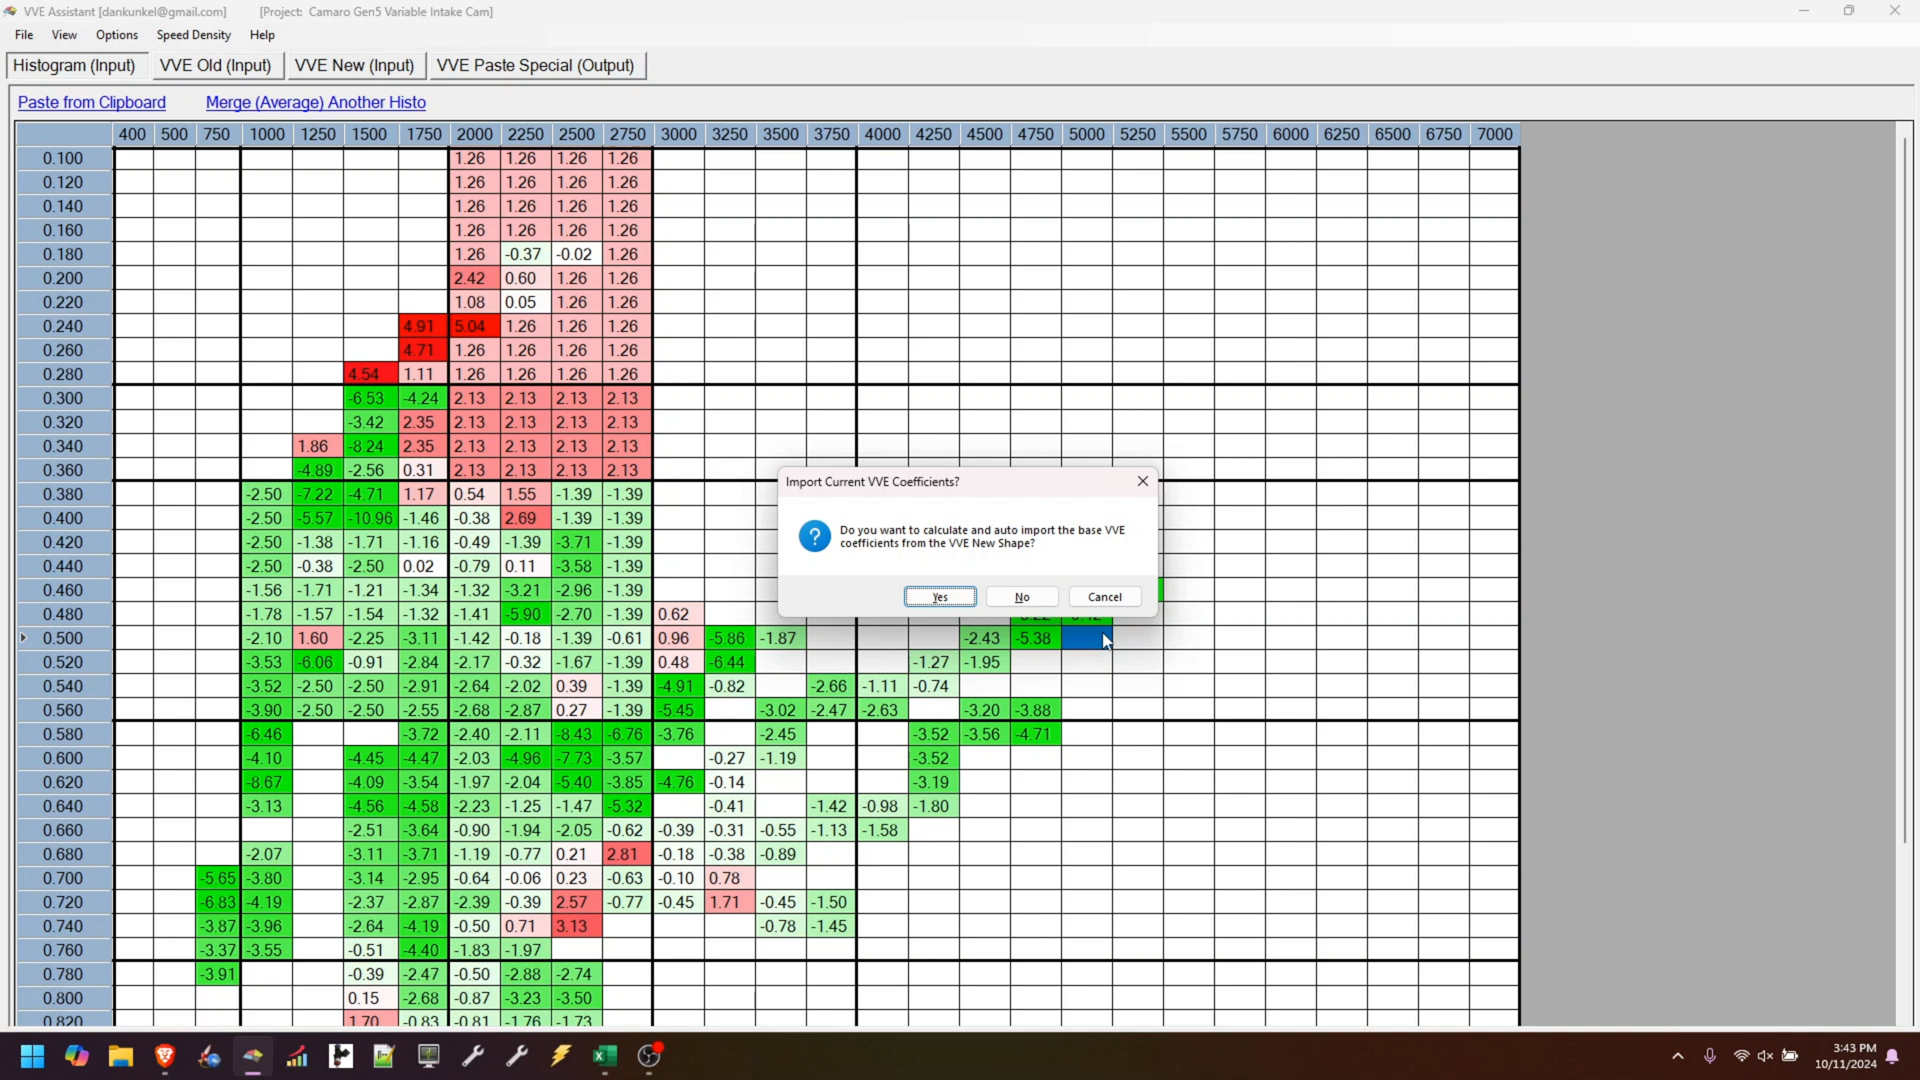 VVE Assistant [dankunkel@gmail.com] [Project: Camaro Gen5 Variable Intake Cam]
File View Options Speed Density Help
Histogram (Input) VVE Old (Input) VVE New (Input) VVE Paste Special (Output)
Paste from Clipboard Merge (Average) Another Histo
400 500 750 1000 1250 1500 1750 2000 2250 2500 2750 3000 3250 3500 3750 4000 4250 4500 4750 5000 5250 5500 5750 6000 6250 6500 6750 7000
0.100 1.26 1.26 1.26 1.26
0.120 1.26 1.26 1.26 1.26
0.140 1.26 1.26 1.26 1.26
0.160 1.26 1.26 1.26 1.26
0.180 1.26 -0.37 -0.02 1.26
0.200 2.42 0.60 1.26 1.26
0.220 1.08 0.05 1.26 1.26
0.240 4.91 5.04 1.26 1.26 1.26
0.260 4.71 1.26 1.26 1.26 1.26
0.280 4.54 1.11 1.26 1.26 1.26 1.26
0.300 -6.53 -4.24 2.13 2.13 2.13 2.13
0.320 -3.42 2.35 2.13 2.13 2.13 2.13
0.340 1.86 -8.24 2.35 2.13 2.13 2.13 2.13
0.360 -4.89 -2.56 0.31 2.13 2.13 2.13 2.13
0.380 -2.50 -7.22 -4.71 1.17 0.54 1.55 -1.39 -1.39
0.400 -2.50 -5.57 -10.96 -1.46 -0.38 2.69 -1.39 -1.39
0.420 -2.50 -1.38 -1.71 -1.16 -0.49 -1.39 -3.71 -1.39
0.440 -2.50 -0.38 -2.50 0.02 -0.79 0.11 -3.58 -1.39
0.460 -1.56 -1.71 -1.21 -1.34 -1.32 -3.21 -2.96 -1.39
0.480 -1.78 -1.57 -1.54 -1.32 -1.41 -5.90 -2.70 -1.39 0.62
0.500 -2.10 1.60 -2.25 -3.11 -1.42 -0.18 -1.39 -0.61 0.96 -5.86 -1.87 -2.43 -5.38
0.520 -3.53 -6.06 -0.91 -2.84 -2.17 -0.32 -1.67 -1.39 0.48 -6.44 -1.27 -1.95
0.540 -3.52 -2.50 -2.50 -2.91 -2.64 -2.02 0.39 -1.39 -4.91 -0.82 -2.66 -1.11 -0.74
0.560 -3.90 -2.50 -2.50 -2.55 -2.68 -2.87 0.27 -1.39 -5.45 -3.02 -2.47 -2.63 -3.20 -3.88
0.580 -6.46 -3.72 -2.40 -2.11 -8.43 -6.76 -3.76 -2.45 -3.52 -3.56 -4.71
0.600 -4.10 -4.45 -4.47 -2.03 -4.96 -7.73 -3.57 -0.27 -1.19 -3.52
0.620 -8.67 -4.09 -3.54 -1.97 -2.04 -5.40 -3.85 -4.76 -0.14 -3.19
0.640 -3.13 -4.56 -4.58 -2.23 -1.25 -1.47 -5.32 -0.41 -1.42 -0.98 -1.80
0.660 -2.51 -3.64 -0.90 -1.94 -2.05 -0.62 -0.39 -0.31 -0.55 -1.13 -1.58
0.680 -2.07 -3.11 -3.71 -1.19 -0.77 0.21 2.81 -0.18 -0.38 -0.89
0.700 -5.65 -3.80 -3.14 -2.95 -0.64 -0.06 0.23 -0.63 -0.10 0.78
0.720 -6.83 -4.19 -2.37 -2.87 -2.39 -0.39 2.57 -0.77 -0.45 1.71 -0.45 -1.50
0.740 -3.87 -3.96 -2.64 -4.19 -0.50 0.71 3.13 -0.78 -1.45
0.760 -3.37 -3.55 -0.51 -4.40 -1.83 -1.97
0.780 -3.91 -0.39 -2.47 -0.50 -2.88 -2.74
0.800 0.15 -2.68 -0.87 -3.23 -3.50
0.820 1.70 -0.83 -0.81 -1.76 -1.73
Import Current VVE Coefficients?
Do you want to calculate and auto import the base VVE
coefficients from the VVE New Shape?
Yes No Cancel
3:43 PM
10/11/2024